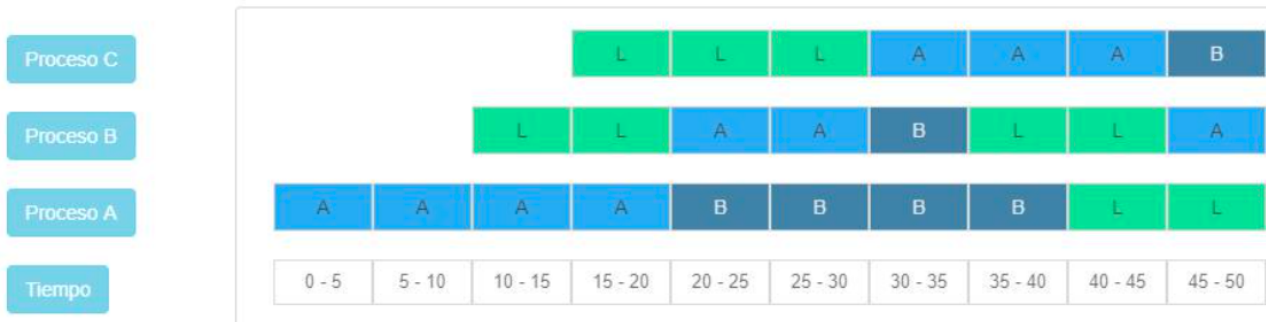 Proceso C L L L A A A B
Proceso B L L A A B L L A
Proceso A A A A A B B B B L L
Tiempo 0 - 5 5 - 10 10 - 15 15 - 20 20 - 25 25 - 30 30 - 35 35 - 40 40 - 45 45 - 50